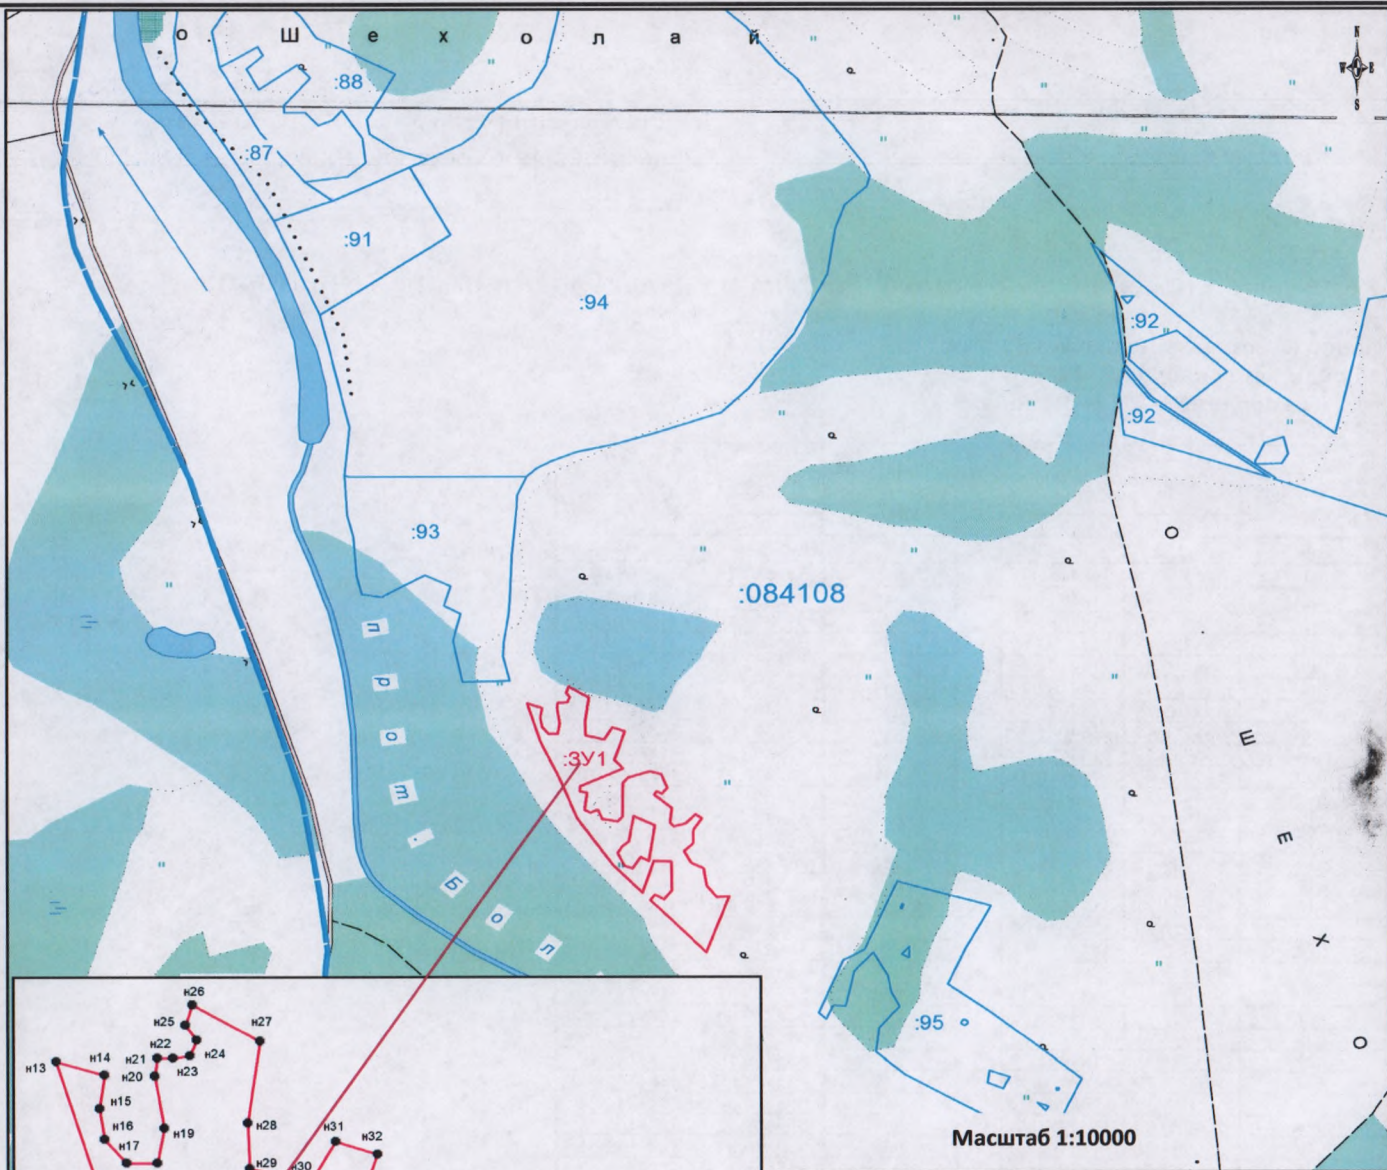 о Ш е х о л а й
N
W E
S
:88
:87
:91
:94
:92
:92
:93
:084108
О
Ш
Е
Х
О
п р о т . Б о л
:ЗУ1
:95
н26
н25
н27
н24
н22
н21
н23
н20
н13
н14
н15
н16
н17
н19
н28
н29
н30
н31
н32
Масштаб 1:10000